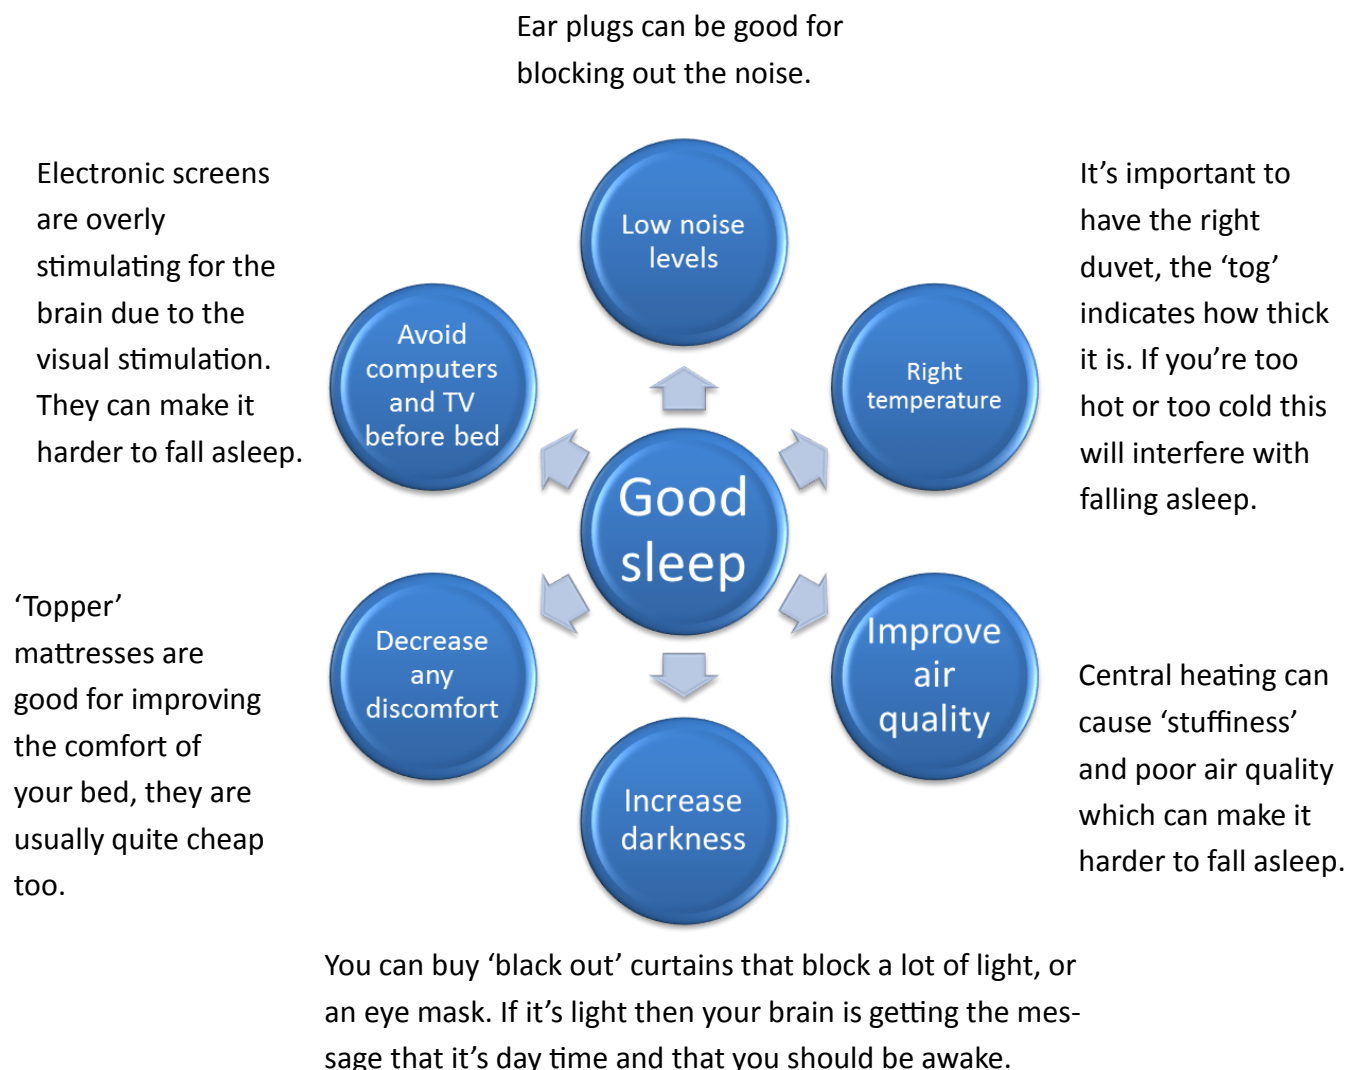 Ear plugs can be good for
blocking out the noise.
Low noise
levels
It’s important to
have the right
duvet, the ‘tog’
indicates how thick
it is. If you’re too
hot or too cold this
will interfere with
falling asleep.
Right
temperature
Electronic screens
are overly
stimulating for the
brain due to the
visual stimulation.
They can make it
harder to fall asleep.
Avoid
computers
and TV
before bed
Good
sleep
‘Topper’
mattresses are
good for improving
the comfort of
your bed, they are
usually quite cheap
too.
Decrease
any
discomfort
Improve
air
quality
Central heating can
cause ‘stuffiness’
and poor air quality
which can make it
harder to fall asleep.
Increase
darkness
You can buy ‘black out’ curtains that block a lot of light, or
an eye mask. If it’s light then your brain is getting the mes-
sage that it’s day time and that you should be awake.